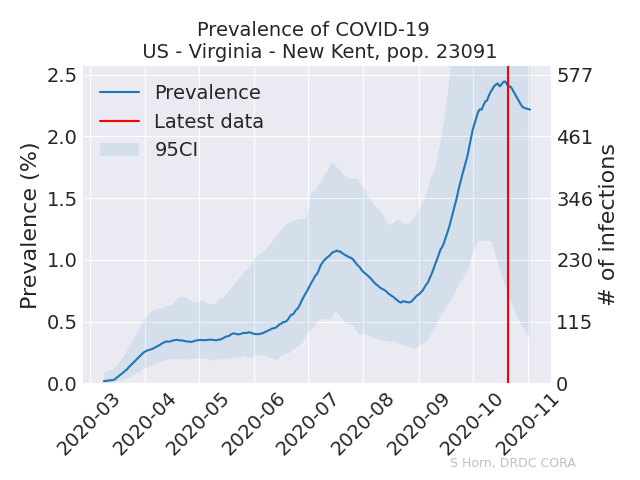 Prevalence of COVID-19
US - Virginia - New Kent, pop. 23091
Prevalence
Latest data
95CI
Prevalence (%)
2.5
2.0
1.5
1.0
0.5
0.0
577
461
346
230
115
0
# of infections
2020-03
2020-04
2020-05
2020-06
2020-07
2020-08
2020-09
2020-10
2020-11
S Horn, DRDC CORA